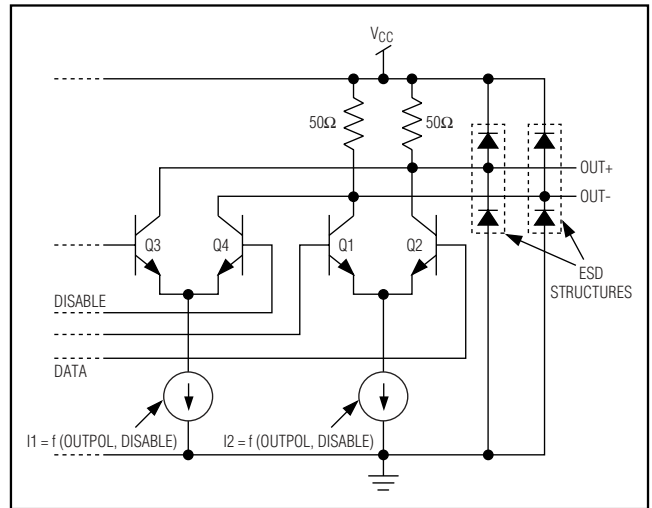 VCC
50Ω 50Ω
OUT+
OUT-
Q3 Q4 Q1 Q2
ESD
STRUCTURES
DISABLE
DATA
I1 = f (OUTPOL, DISABLE) I2 = f (OUTPOL, DISABLE)